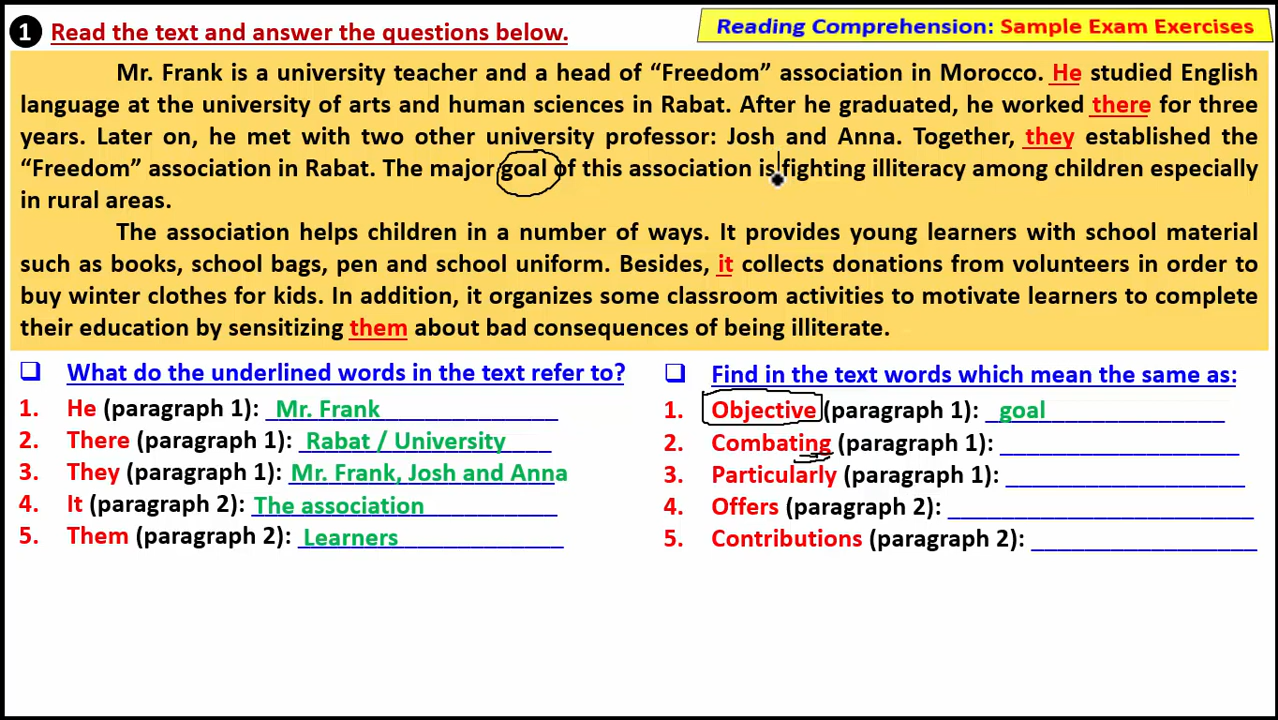 1 Read the text and answer the questions below.
Reading Comprehension: Sample Exam Exercises
Mr. Frank is a university teacher and a head of “Freedom” association in Morocco. He studied English
language at the university of arts and human sciences in Rabat. After he graduated, he worked there for three
years. Later on, he met with two other university professor: Josh and Anna. Together, they established the
“Freedom” association in Rabat. The major goal of this association is fighting illiteracy among children especially
in rural areas.
The association helps children in a number of ways. It provides young learners with school material
such as books, school bags, pen and school uniform. Besides, it collects donations from volunteers in order to
buy winter clothes for kids. In addition, it organizes some classroom activities to motivate learners to complete
their education by sensitizing them about bad consequences of being illiterate.
What do the underlined words in the text refer to?
1. He (paragraph 1): Mr. Frank
2. There (paragraph 1): Rabat / University
3. They (paragraph 1): Mr. Frank, Josh and Anna
4. It (paragraph 2): The association
5. Them (paragraph 2): Learners
Find in the text words which mean the same as:
1. Objective (paragraph 1): goal
2. Combating (paragraph 1):
3. Particularly (paragraph 1):
4. Offers (paragraph 2):
5. Contributions (paragraph 2):